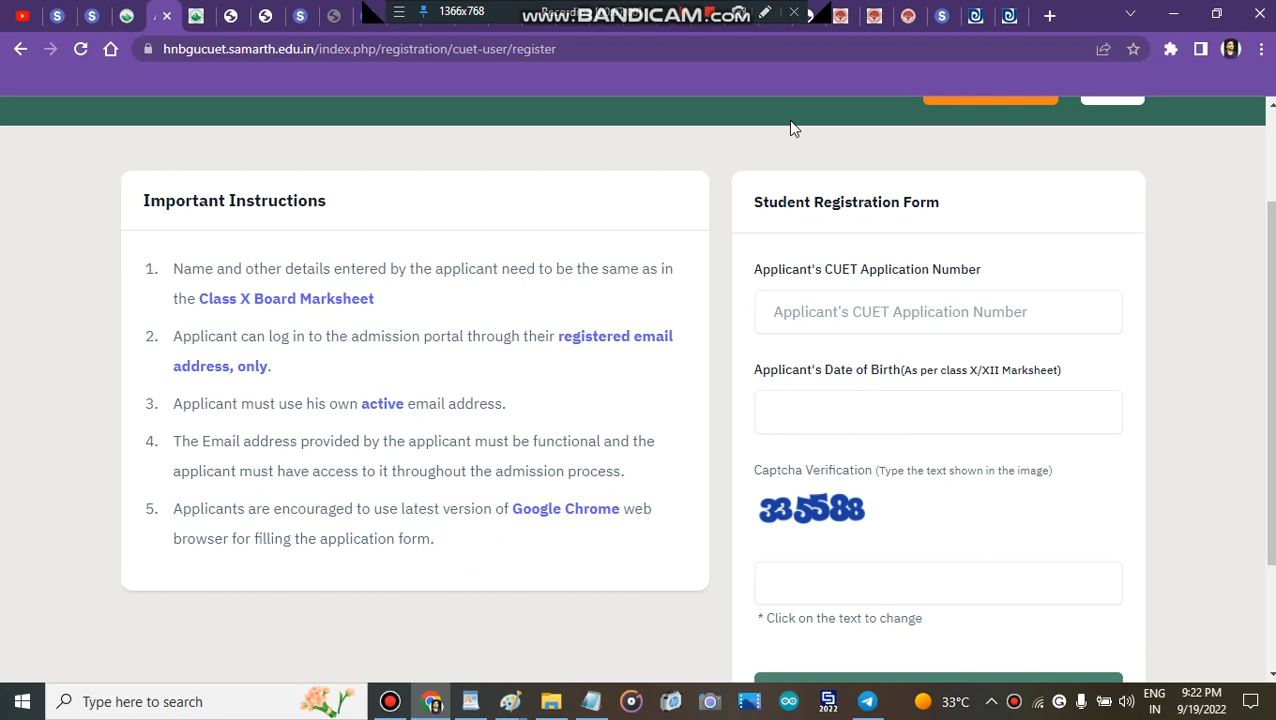 1366x768
www.BANDICAM.com
hnbgucuet.samarth.edu.in/index.php/registration/cuet-user/register
Important Instructions
1. Name and other details entered by the applicant need to be the same as in
the Class X Board Marksheet
2. Applicant can log in to the admission portal through their registered email
address, only.
3. Applicant must use his own active email address.
4. The Email address provided by the applicant must be functional and the
applicant must have access to it throughout the admission process.
5. Applicants are encouraged to use latest version of Google Chrome web
browser for filling the application form.
Student Registration Form
Applicant's CUET Application Number
Applicant's CUET Application Number
Applicant's Date of Birth(As per class X/XII Marksheet)
Captcha Verification (Type the text shown in the image)
335588
* Click on the text to change
Type here to search
2022
33°C
ENG
IN
9:22 PM
9/19/2022